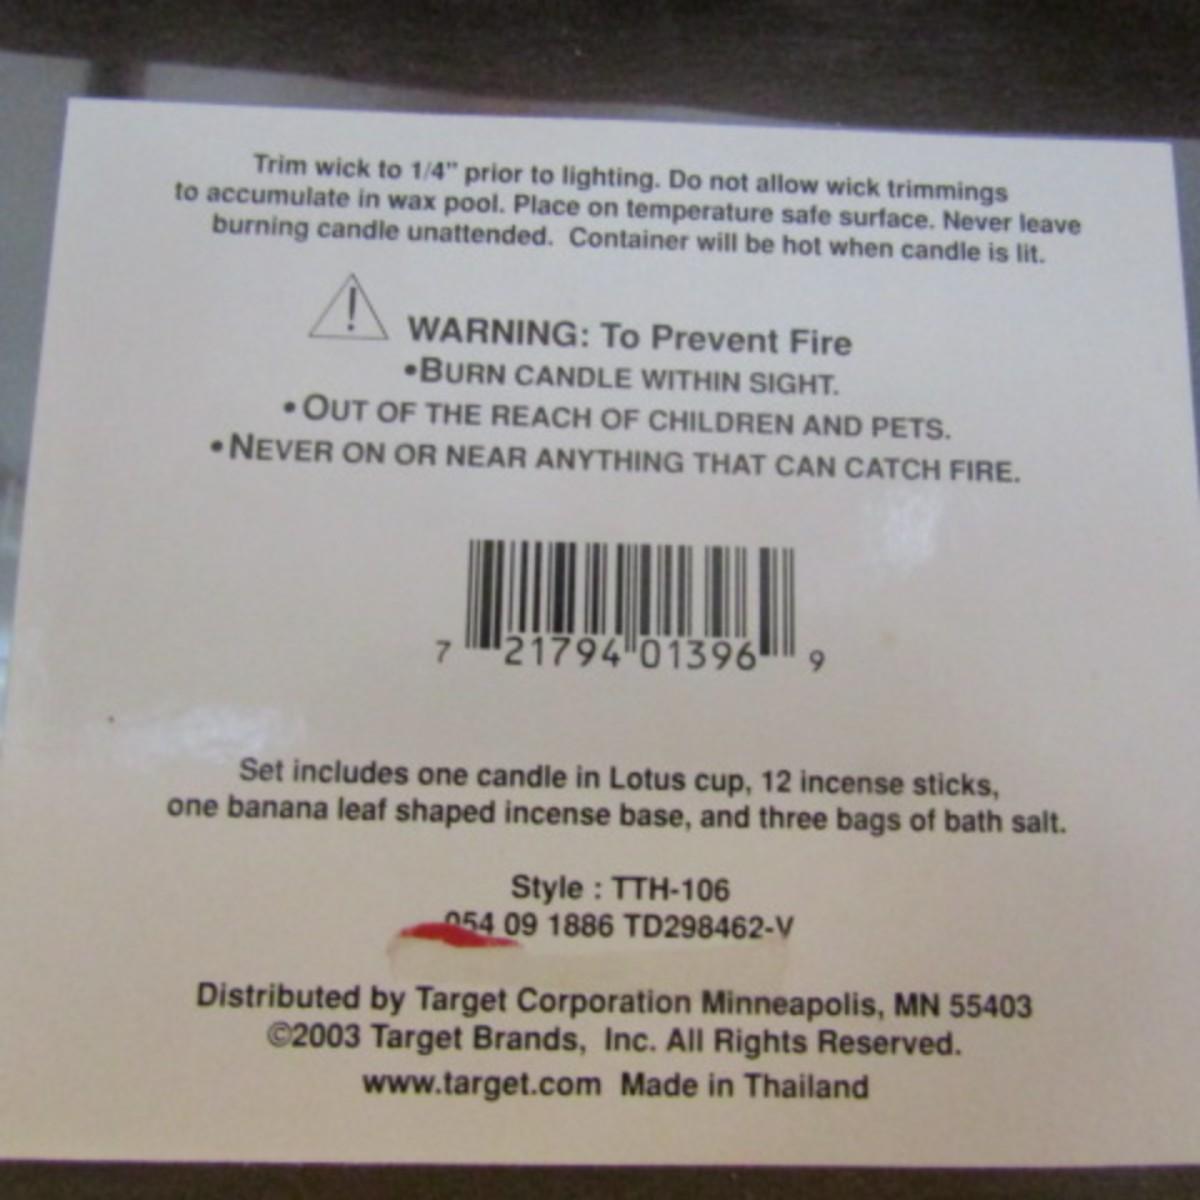 Trim wick to 1/4" prior to lighting. Do not allow wick trimmings
to accumulate in wax pool. Place on temperature safe surface. Never leave
burning candle unattended. Container will be hot when candle is lit.
WARNING: To Prevent Fire
•BURN CANDLE WITHIN SIGHT.
•OUT OF THE REACH OF CHILDREN AND PETS.
•NEVER ON OR NEAR ANYTHING THAT CAN CATCH FIRE.
7 21794 01396 9
Set includes one candle in Lotus cup, 12 incense sticks,
one banana leaf shaped incense base, and three bags of bath salt.
Style : TTH-106
054 09 1886 TD298462-V
Distributed by Target Corporation Minneapolis, MN 55403
©2003 Target Brands, Inc. All Rights Reserved.
www.target.com Made in Thailand